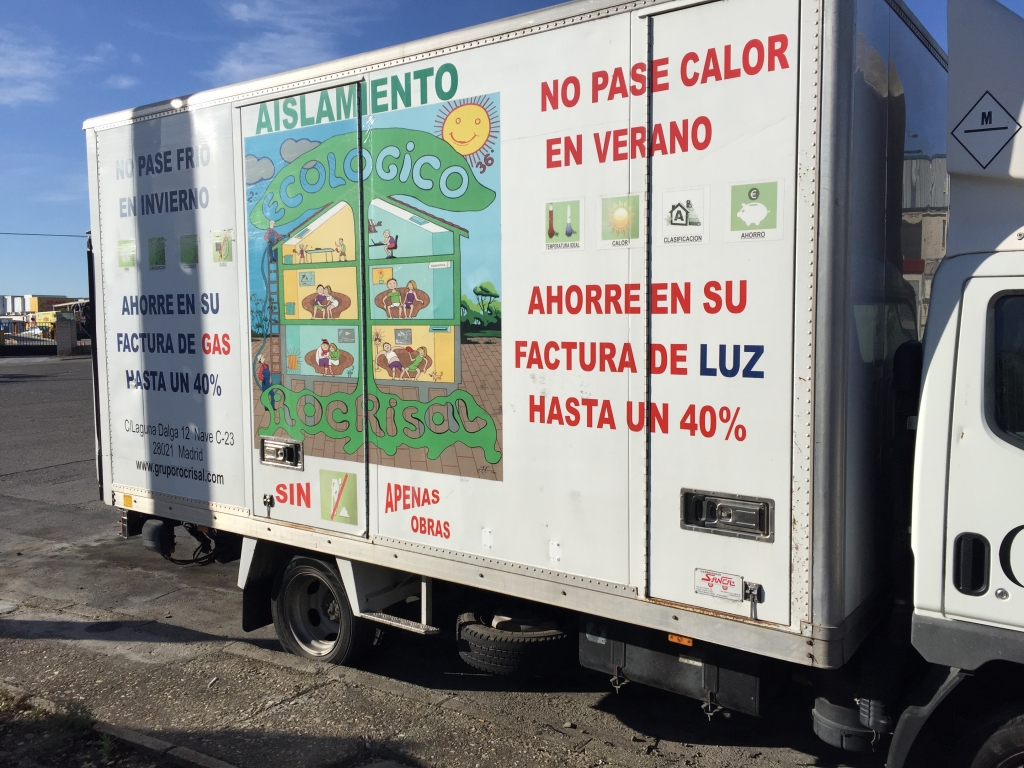 AISLAMIENTO
ECOLOGICO
36°
ROCRISAL
NO PASE FRIO
EN INVIERNO
AHORRE EN SU
FACTURA DE GAS
HASTA UN 40%
C/Laguna Dalga 12 Nave C-23
28021 Madrid
www.gruporocrisal.com
SIN
APENAS
OBRAS
NO PASE CALOR
EN VERANO
TEMPERATURA IDEAL
CALOR
A
CLASIFICACION
€
AHORRO
AHORRE EN SU
FACTURA DE LUZ
HASTA UN 40%
SANCAL
M